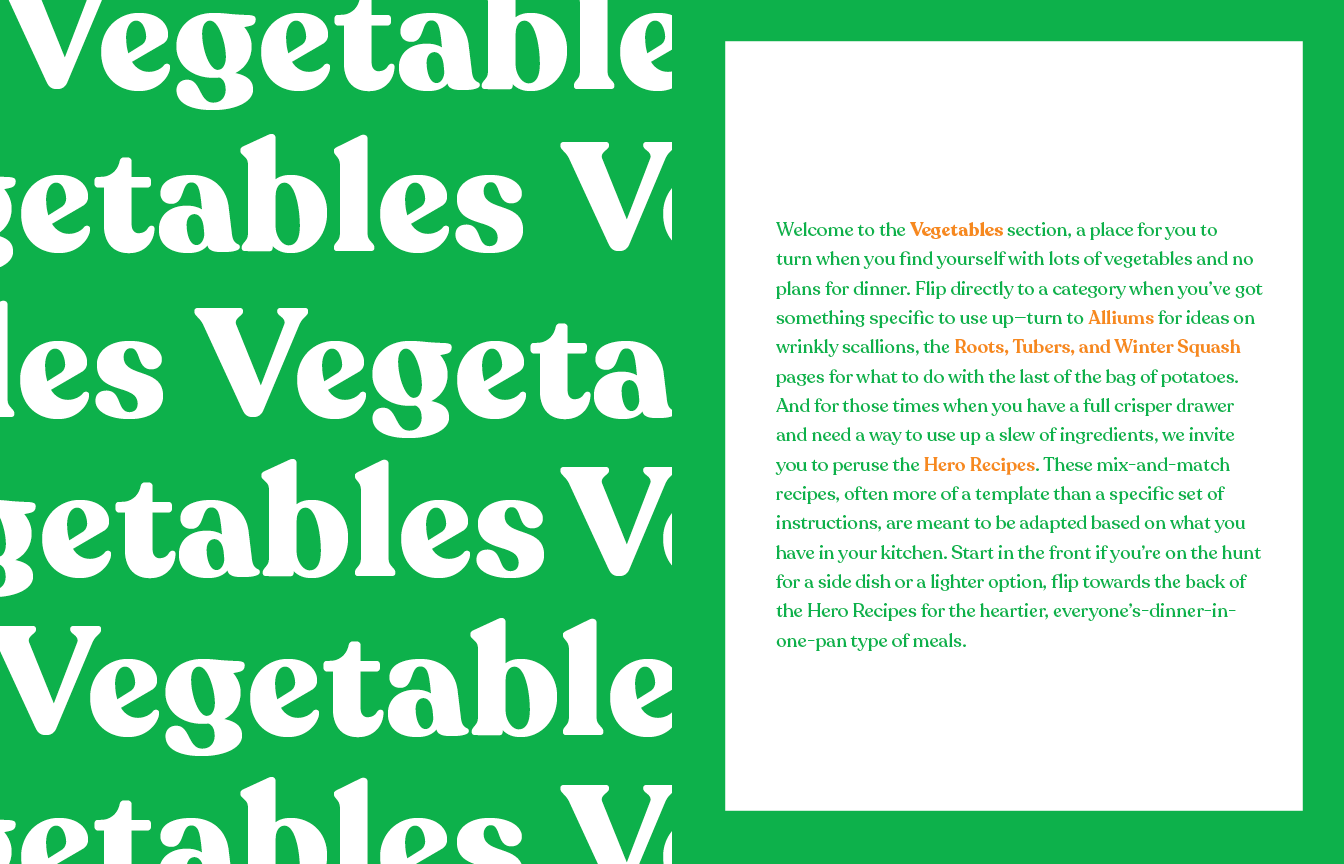 Vegetable
getables Ve
les Vegeta
getables Ve
Vegetable
getables Ve
Welcome to the Vegetables section, a place for you to
turn when you find yourself with lots of vegetables and no
plans for dinner. Flip directly to a category when you’ve got
something specific to use up—turn to Alliums for ideas on
wrinkly scallions, the Roots, Tubers, and Winter Squash
pages for what to do with the last of the bag of potatoes.
And for those times when you have a full crisper drawer
and need a way to use up a slew of ingredients, we invite
you to peruse the Hero Recipes. These mix-and-match
recipes, often more of a template than a specific set of
instructions, are meant to be adapted based on what you
have in your kitchen. Start in the front if you’re on the hunt
for a side dish or a lighter option, flip towards the back of
the Hero Recipes for the heartier, everyone’s-dinner-in-
one-pan type of meals.